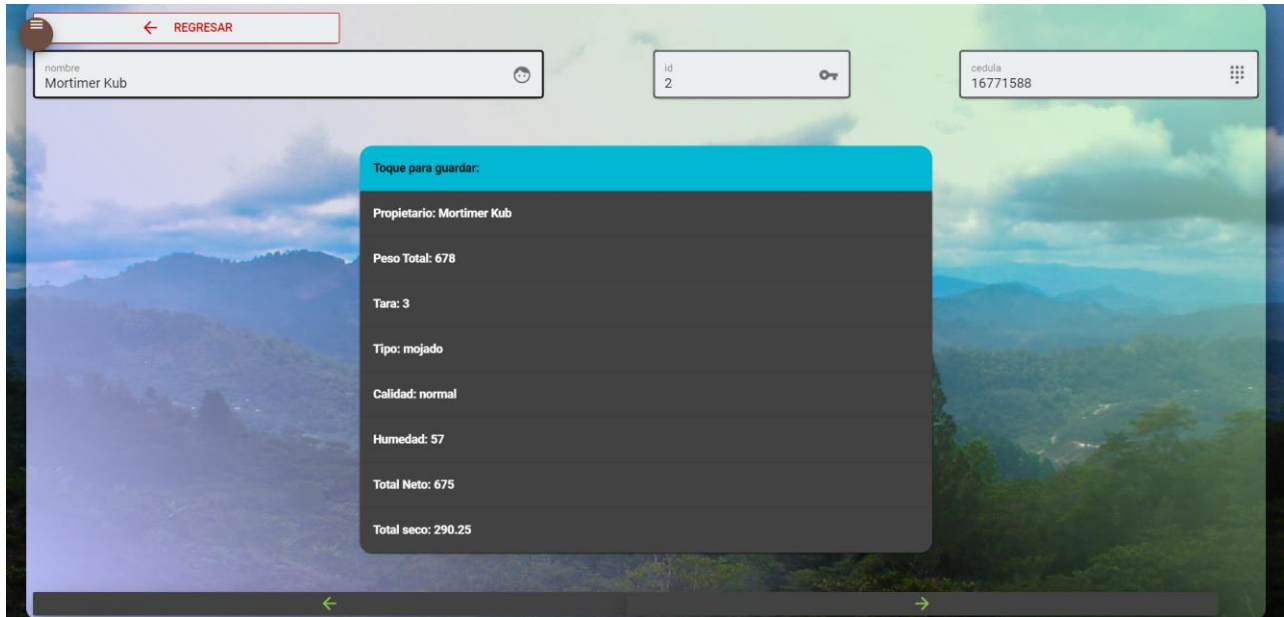 REGRESAR
nombre
Mortimer Kub
id
2
cedula
16771588
Toque para guardar:
Propietario: Mortimer Kub
Peso Total: 678
Tara: 3
Tipo: mojado
Calidad: normal
Humedad: 57
Total Neto: 675
Total seco: 290.25